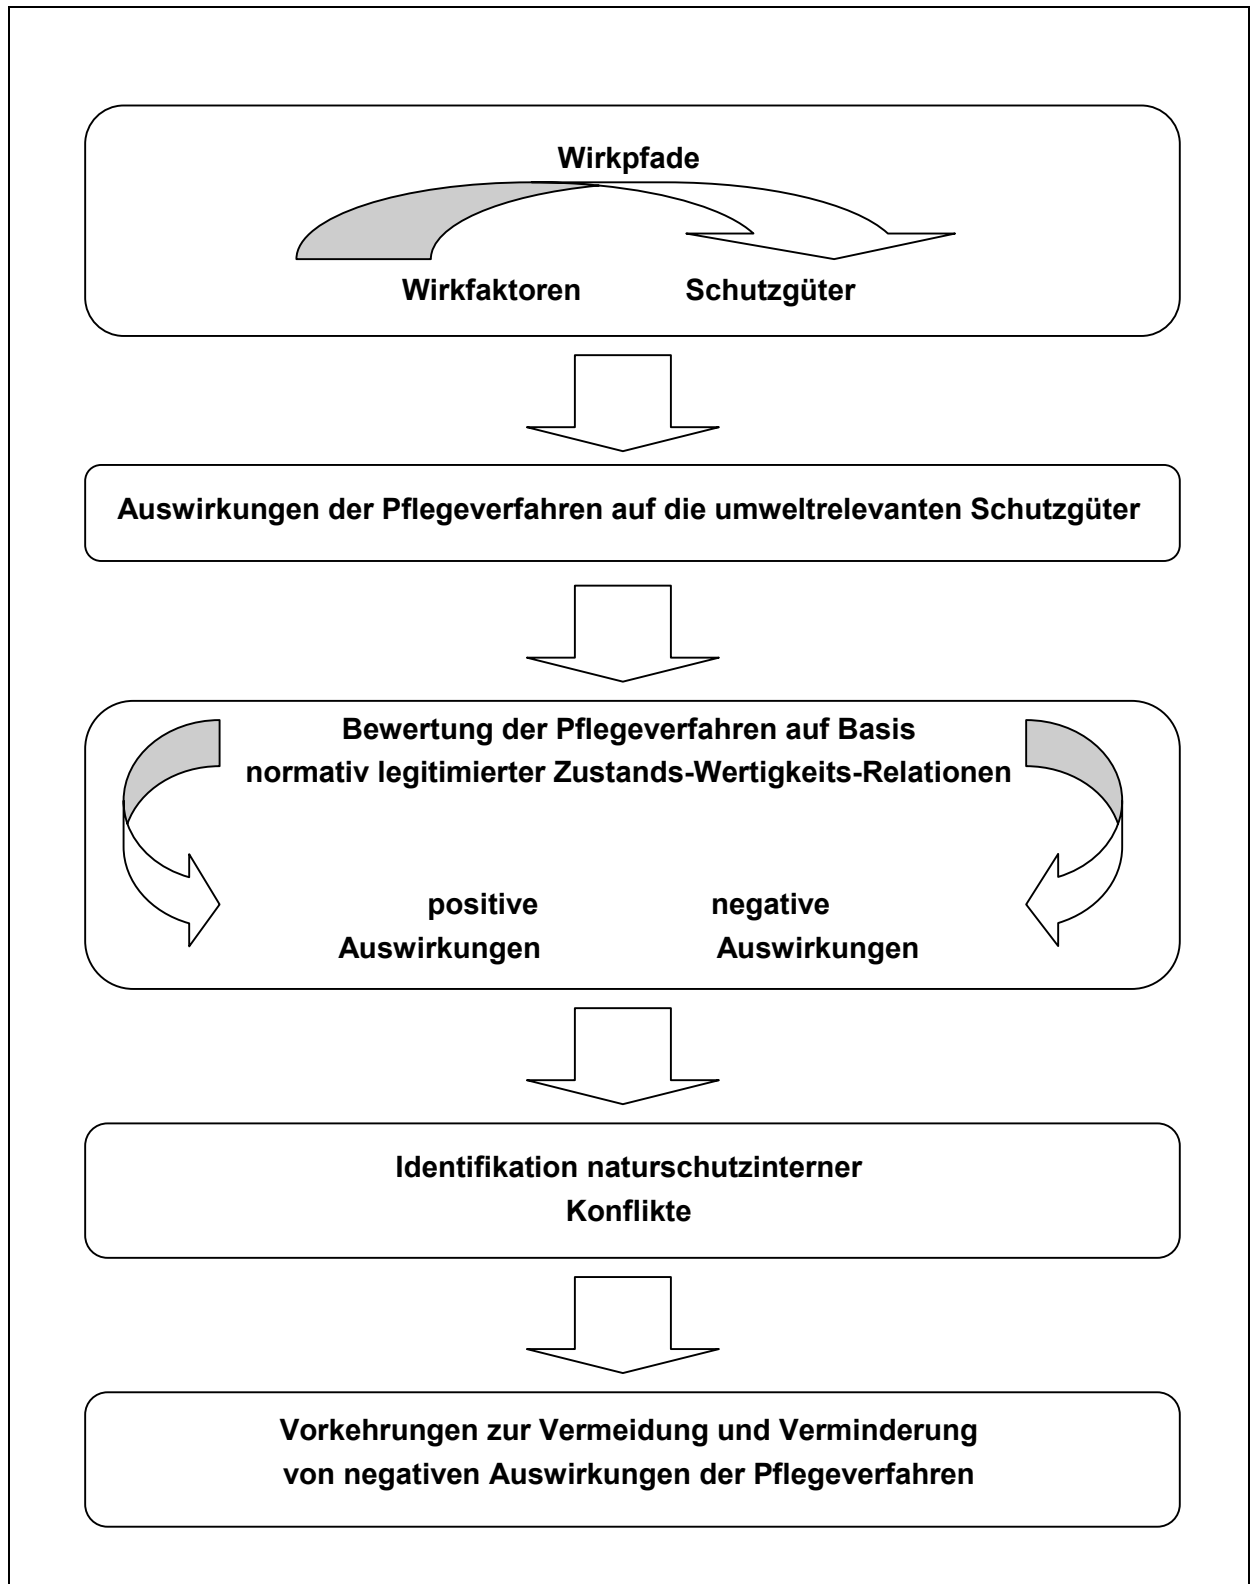 Wirkpfade
Wirkfaktoren Schutzgüter
Auswirkungen der Pflegeverfahren auf die umweltrelevanten Schutzgüter
Bewertung der Pflegeverfahren auf Basis
normativ legitimierter Zustands-Wertigkeits-Relationen
positive negative
Auswirkungen Auswirkungen
Identifikation naturschutzinterner
Konflikte
Vorkehrungen zur Vermeidung und Verminderung
von negativen Auswirkungen der Pflegeverfahren